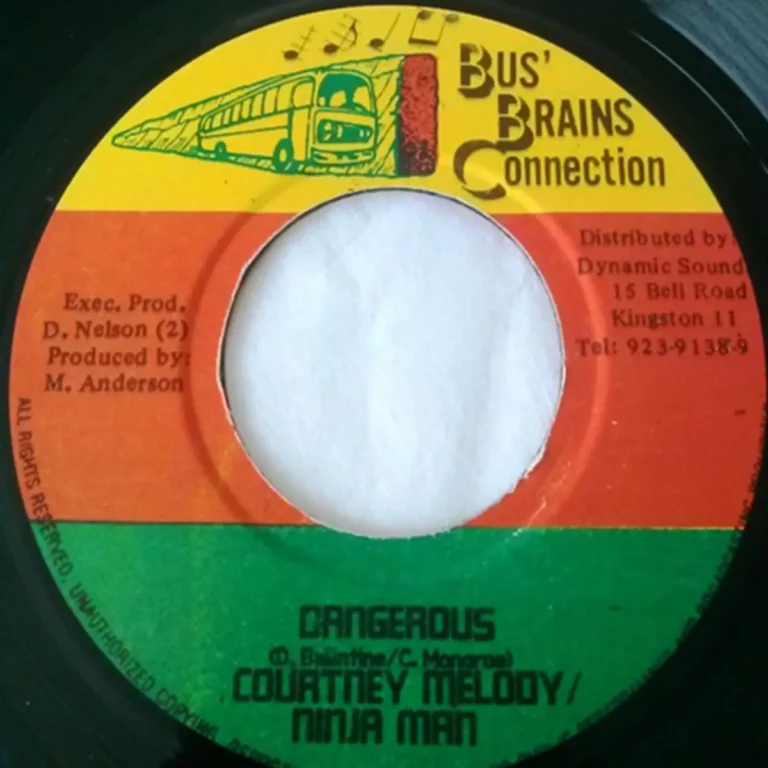 Bus'
Brains
Connection
Distributed by:
Dynamic Sound
15 Bell Road
Kingston 11
Tel: 923-9138-9
Exec. Prod.
D. Nelson (2)
Produced by:
M. Anderson
ALL RIGHTS RESERVED. UNAUTHORIZED COPYING,
DANGEROUS
(D. Ballintine/C. Monroe)
COURTNEY MELODY/
NINJA MAN